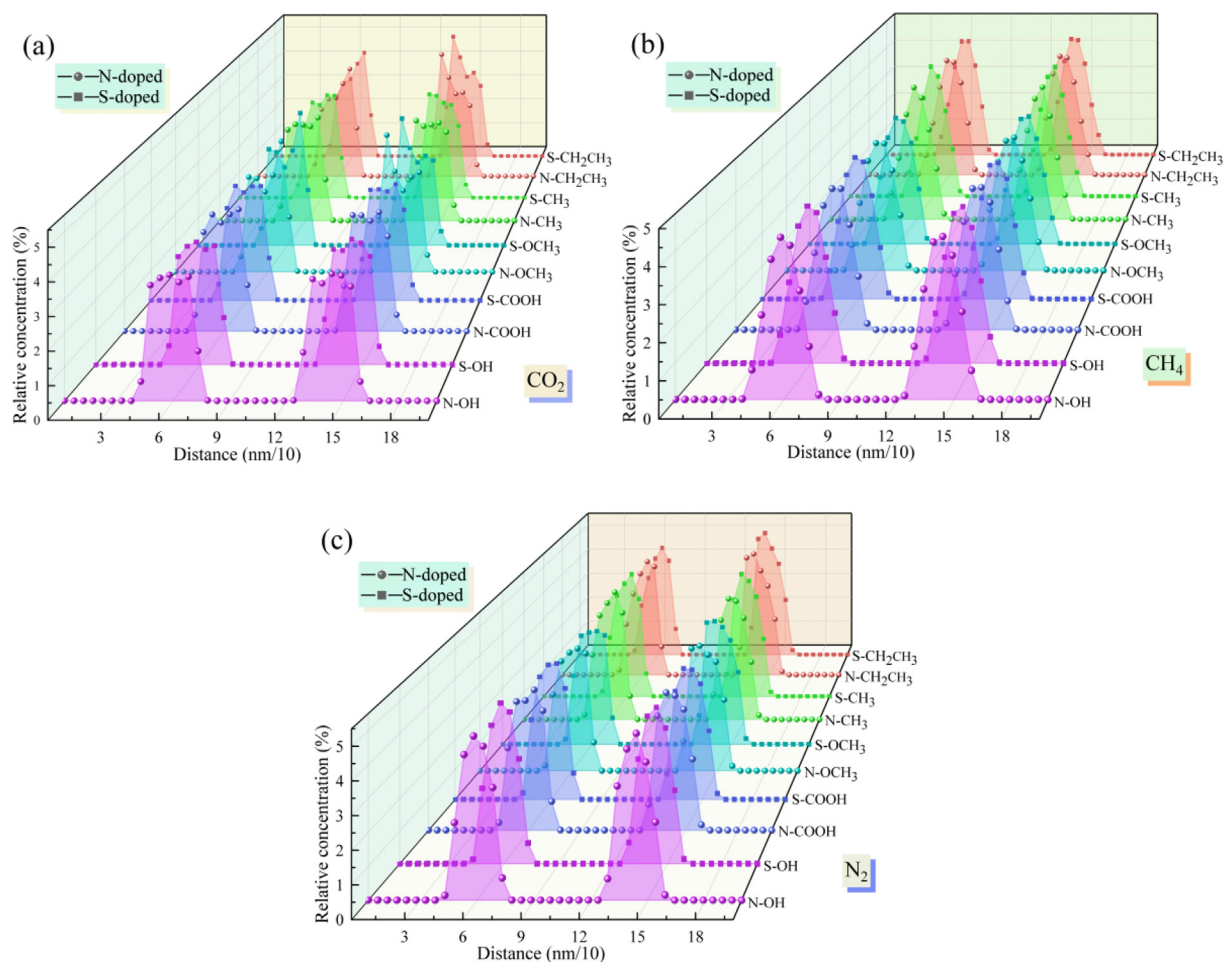 (a)
N-doped
S-doped
Relative concentration (%)
5
4
3
2
1
0
3
6
9
12
15
18
Distance (nm/10)
S-CH₂CH₃
N-CH₂CH₃
S-CH₃
N-CH₃
S-OCH₃
N-OCH₃
S-COOH
N-COOH
S-OH
N-OH
CO₂
(b)
N-doped
S-doped
Relative concentration (%)
5
4
3
2
1
0
3
6
9
12
15
18
Distance (nm/10)
S-CH₂CH₃
N-CH₂CH₃
S-CH₃
N-CH₃
S-OCH₃
N-OCH₃
S-COOH
N-COOH
S-OH
N-OH
CH₄
(c)
N-doped
S-doped
Relative concentration (%)
5
4
3
2
1
0
3
6
9
12
15
18
Distance (nm/10)
S-CH₂CH₃
N-CH₂CH₃
S-CH₃
N-CH₃
S-OCH₃
N-OCH₃
S-COOH
N-COOH
S-OH
N-OH
N₂